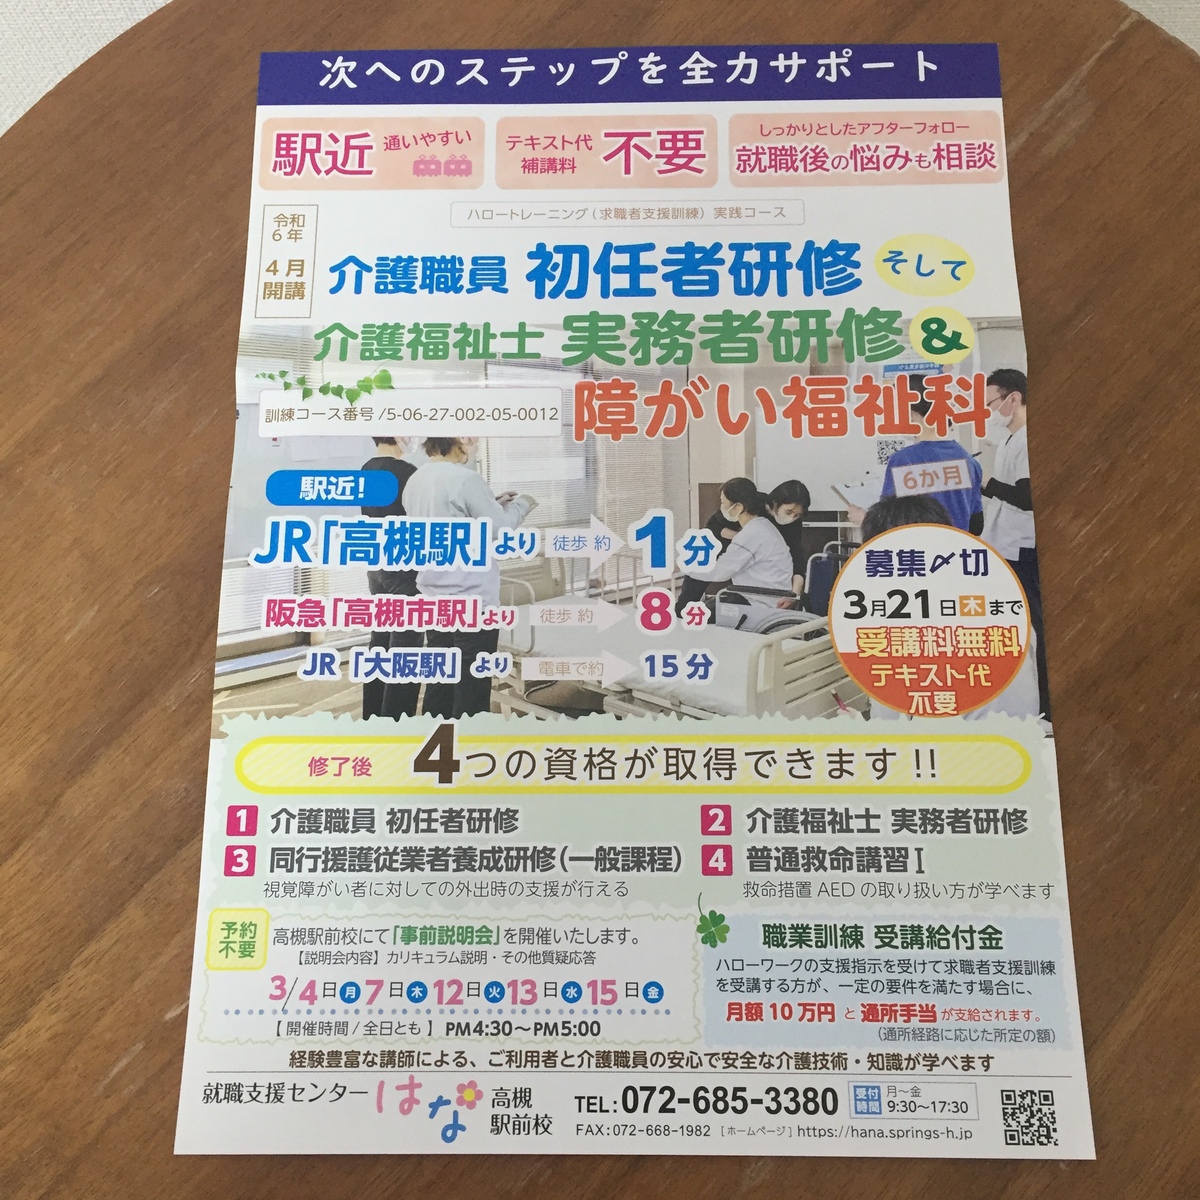 次へのステップを全力サポート
駅近 通いやすい
テキスト代
補講料 不要
しっかりとしたアフターフォロー
就職後の悩みも相談
ハロートレーニング(求職者支援訓練) 実践コース
令和
6年
4月
開講
介護職員 初任者研修 そして
介護福祉士 実務者研修 &
障がい福祉科
訓練コース番号/5-06-27-002-05-0012
6か月
駅近!
JR「高槻駅」より 徒歩 約 1分
阪急「高槻市駅」より 徒歩 約 8分
JR「大阪駅」より 電車で約 15分
募集〆切
3月21日木まで
受講料無料
テキスト代
不要
修了後 4つの資格が取得できます!!
1 介護職員 初任者研修
2 介護福祉士 実務者研修
3 同行援護従業者養成研修(一般課程)
視覚障がい者に対しての外出時の支援が行える
4 普通救命講習Ⅰ
救命措置AEDの取り扱い方が学べます
予約
不要
高槻駅前校にて「事前説明会」を開催いたします。
【説明会内容】カリキュラム説明・その他質疑応答
3/4日月7日木12日火13日水15日金
【開催時間/全日とも】PM4:30〜PM5:00
職業訓練 受講給付金
ハローワークの支援指示を受けて求職者支援訓練
を受講する方が、一定の要件を満たす場合に、
月額10万円と通所手当が支給されます。
(通所経路に応じた所定の額)
経験豊富な講師による、ご利用者と介護職員の安心で安全な介護技術・知識が学べます
就職支援センター はな 高槻
駅前校
TEL:072-685-3380
受付
時間
月〜金
9:30〜17:30
FAX:072-668-1982 [ホームページ] https://hana.springs-h.jp